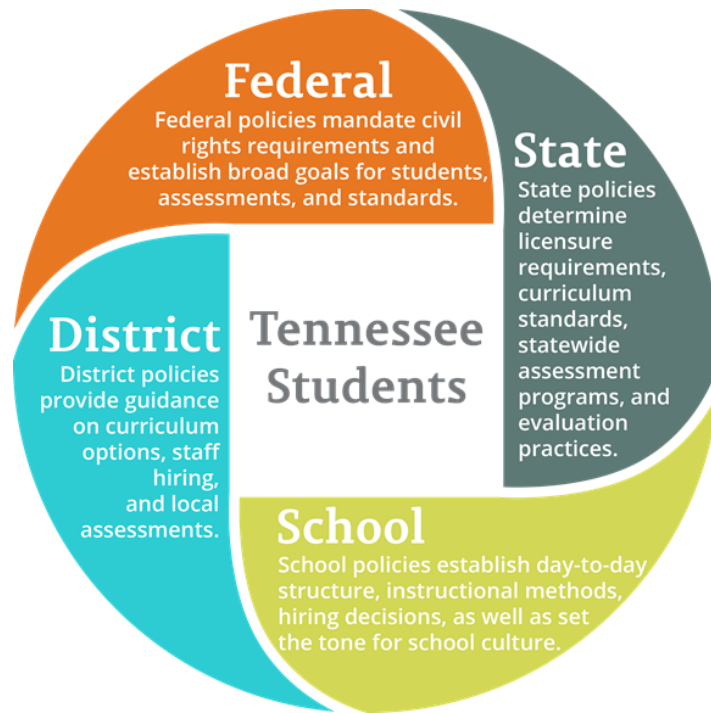 Federal
Federal policies mandate civil
rights requirements and
establish broad goals for students,
assessments, and standards.
State
State policies
determine
licensure
requirements,
curriculum
standards,
statewide
assessment
programs, and
evaluation
practices.
Tennessee
Students
District
District policies
provide guidance
on curriculum
options, staff
hiring,
and local
assessments.
School
School policies establish day-to-day
structure, instructional methods,
hiring decisions, as well as set
the tone for school culture.